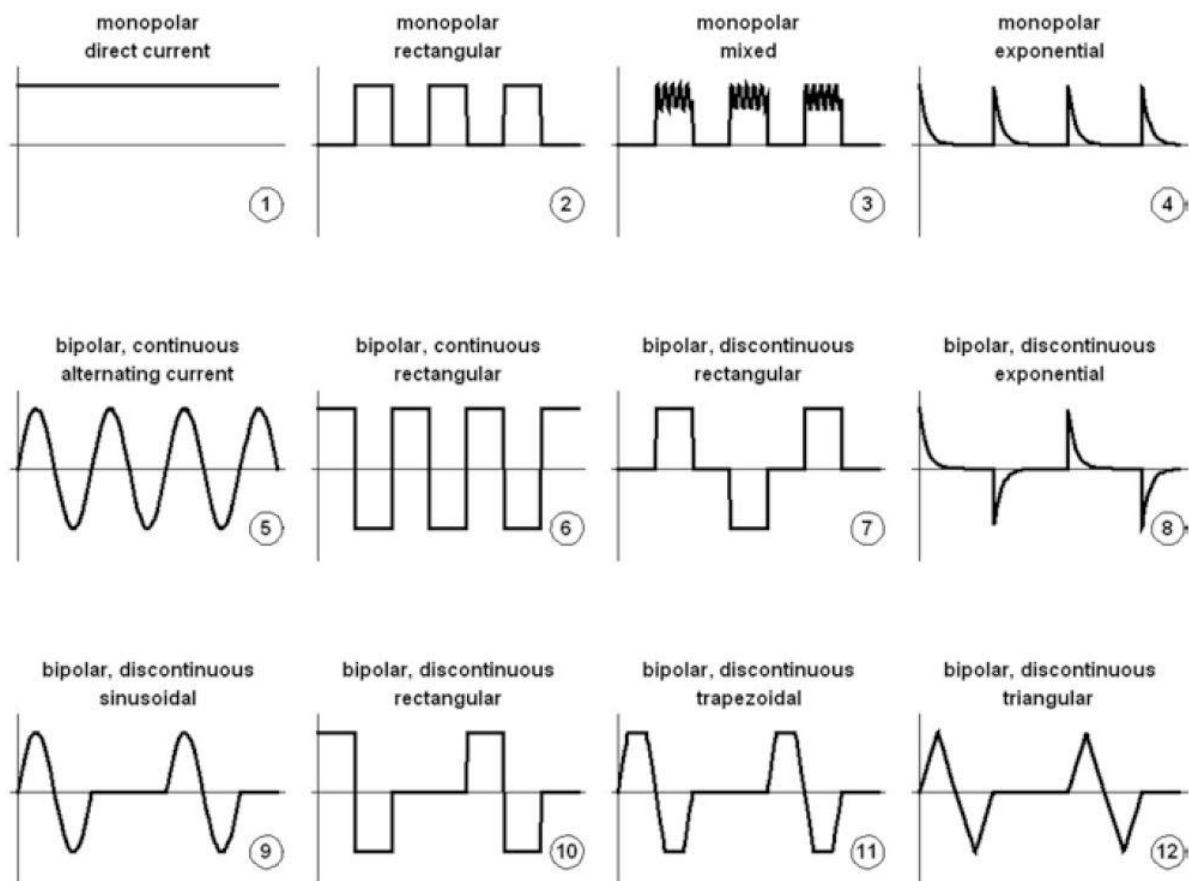 monopolar
direct current
1
monopolar
rectangular
2
monopolar
mixed
3
monopolar
exponential
4
bipolar, continuous
alternating current
5
bipolar, continuous
rectangular
6
bipolar, discontinuous
rectangular
7
bipolar, discontinuous
exponential
8
bipolar, discontinuous
sinusoidal
9
bipolar, discontinuous
rectangular
10
bipolar, discontinuous
trapezoidal
11
bipolar, discontinuous
triangular
12